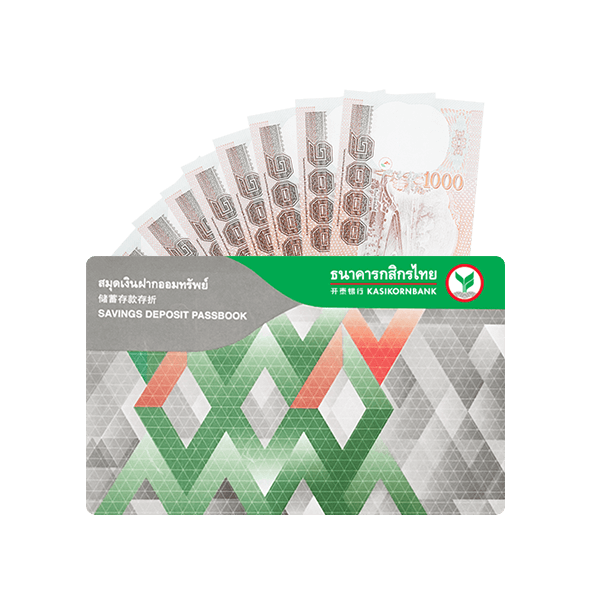 1000
สมุดเงินฝากออมทรัพย์
储蓄存款存折
SAVINGS DEPOSIT PASSBOOK
ธนาคารกสิกรไทย
开泰银行 KASIKORNBANK